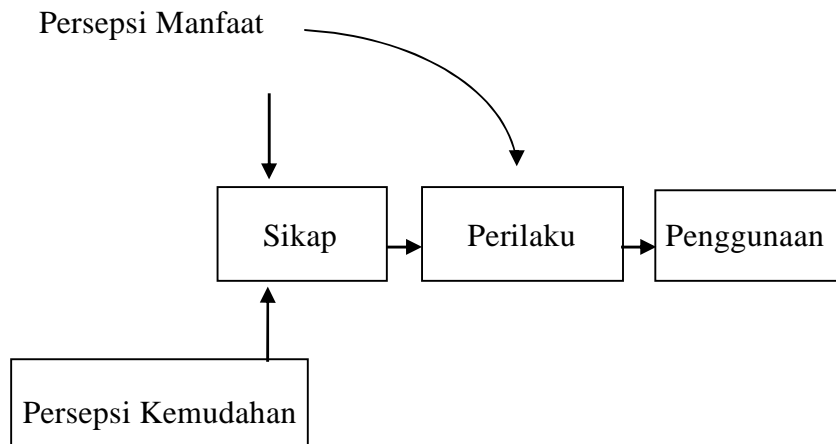 Persepsi Manfaat
Sikap
Perilaku
Penggunaan
Persepsi Kemudahan